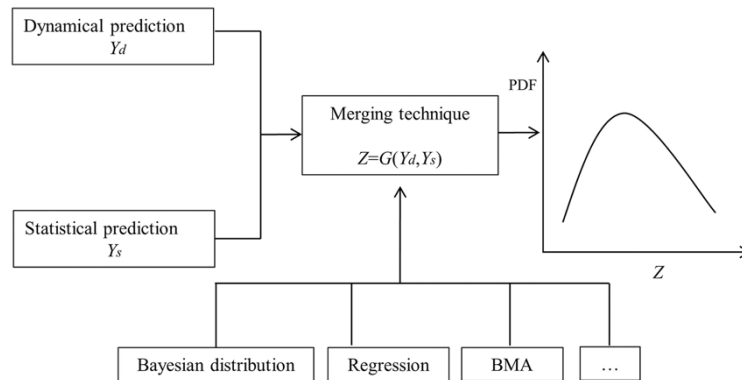 Dynamical prediction
Yd
Statistical prediction
Ys
Merging technique
Z=G(Yd,Ys)
PDF
Z
Bayesian distribution
Regression
BMA
…